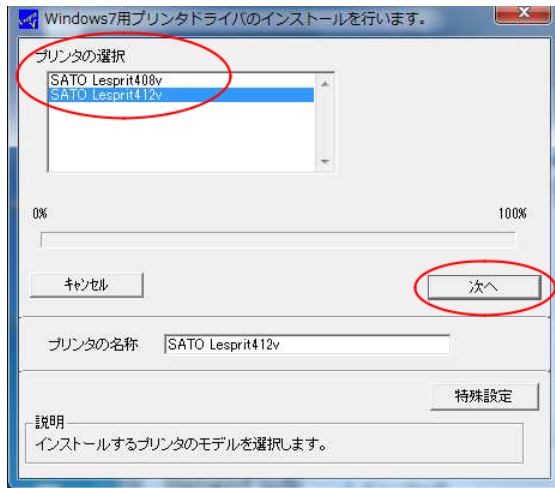 Windows7用プリンタドライバのインストールを行います。
プリンタの選択
SATO Lesprit408v
SATO Lesprit412v
0%
100%
キャンセル
次へ
プリンタの名称
SATO Lesprit412v
特殊設定
説明
インストールするプリンタのモデルを選択します。